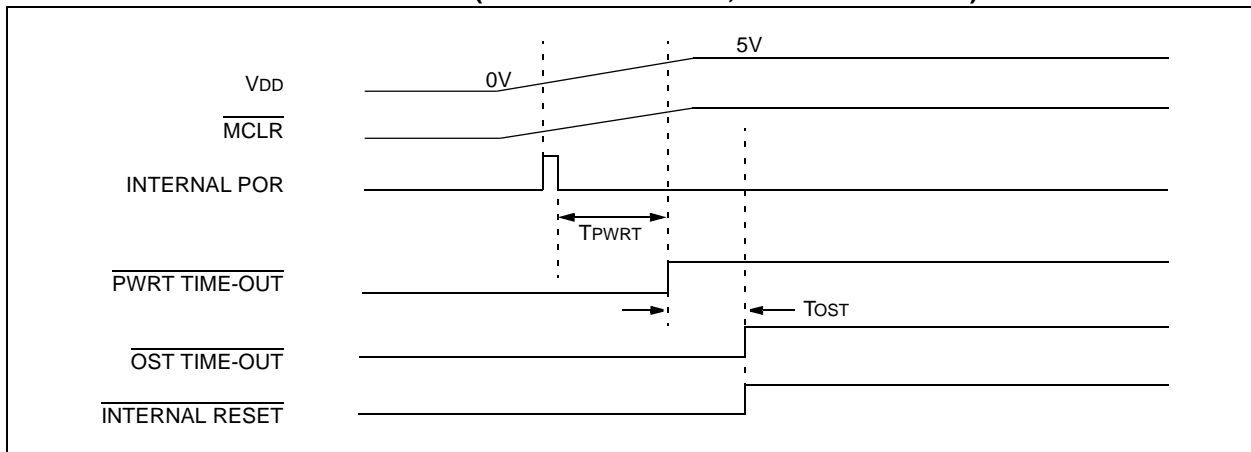 5V
0V
VDD
MCLR
INTERNAL POR
TPWRT
PWRT TIME-OUT
TOST
OST TIME-OUT
INTERNAL RESET